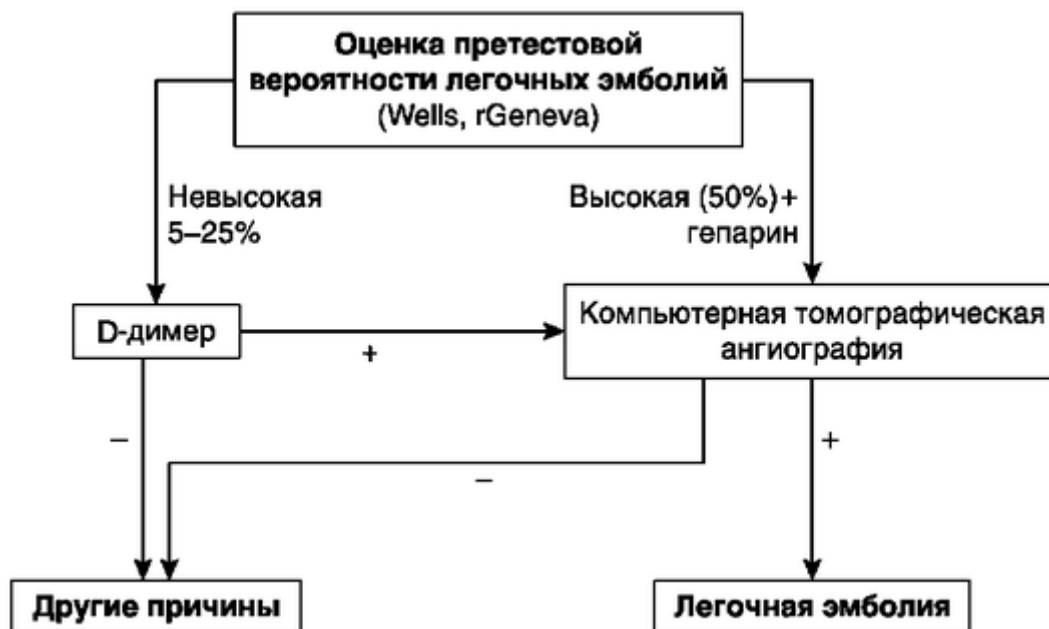 Оценка претестовой
вероятности легочных эмболий
(Wells, rGeneva)
Невысокая
5–25%
Высокая (50%)+
гепарин
D-димер
+
Компьютерная томографическая
ангиография
–
–
+
Другие причины
Легочная эмболия